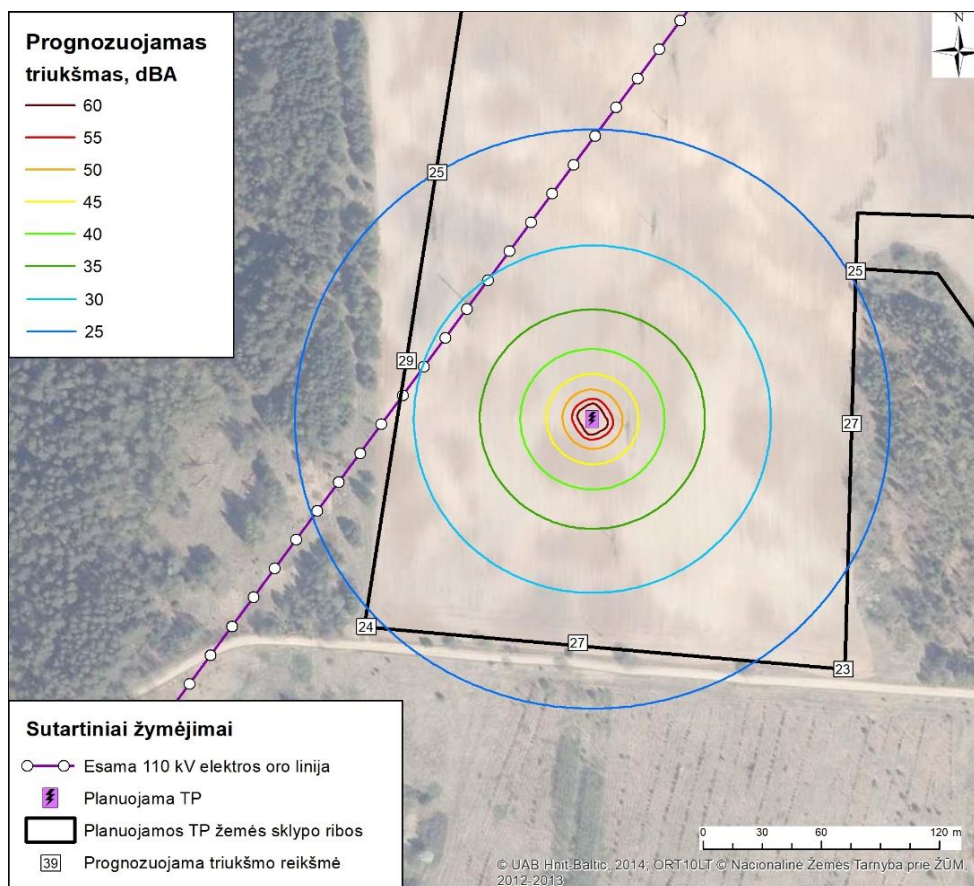 Prognozuojamas
triukšmas, dBA
60
55
50
45
40
35
30
25
N
25
25
29
27
24
27
23
Sutartiniai žymėjimai
Esama 110 kV elektros oro linija
Planuojama TP
Planuojamos TP žemės sklypo ribos
39 Prognozuojama triukšmo reikšmė
0 30 60 120 m
© UAB Hnit-Baltic, 2014; ORT10LT © Nacionalinė Žemės Tarnyba prie ŽŪM
2012-2013